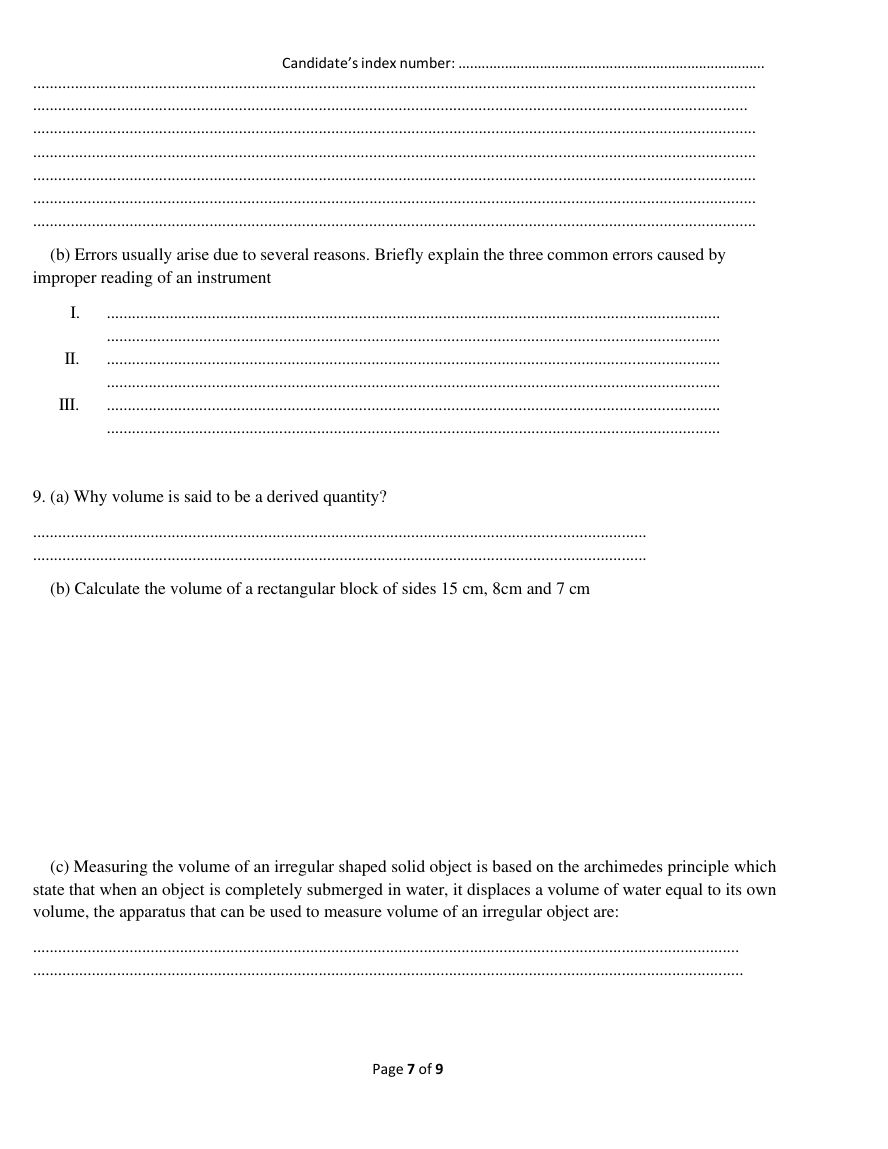 Candidate's index number: ................................................................................
..............................................................................................................................................................................
............................................................................................................................................................................
..............................................................................................................................................................................
..............................................................................................................................................................................
..............................................................................................................................................................................
..............................................................................................................................................................................
..............................................................................................................................................................................
(b) Errors usually arise due to several reasons. Briefly explain the three common errors caused by
improper reading of an instrument
I. ....................................................................................................................................................
....................................................................................................................................................
II. ....................................................................................................................................................
....................................................................................................................................................
III. ....................................................................................................................................................
....................................................................................................................................................
9. (a) Why volume is said to be a derived quantity?
....................................................................................................................................................
....................................................................................................................................................
(b) Calculate the volume of a rectangular block of sides 15 cm, 8cm and 7 cm
(c) Measuring the volume of an irregular shaped solid object is based on the archimedes principle which
state that when an object is completely submerged in water, it displaces a volume of water equal to its own
volume, the apparatus that can be used to measure volume of an irregular object are:
..........................................................................................................................................................................
...........................................................................................................................................................................
Page 7 of 9